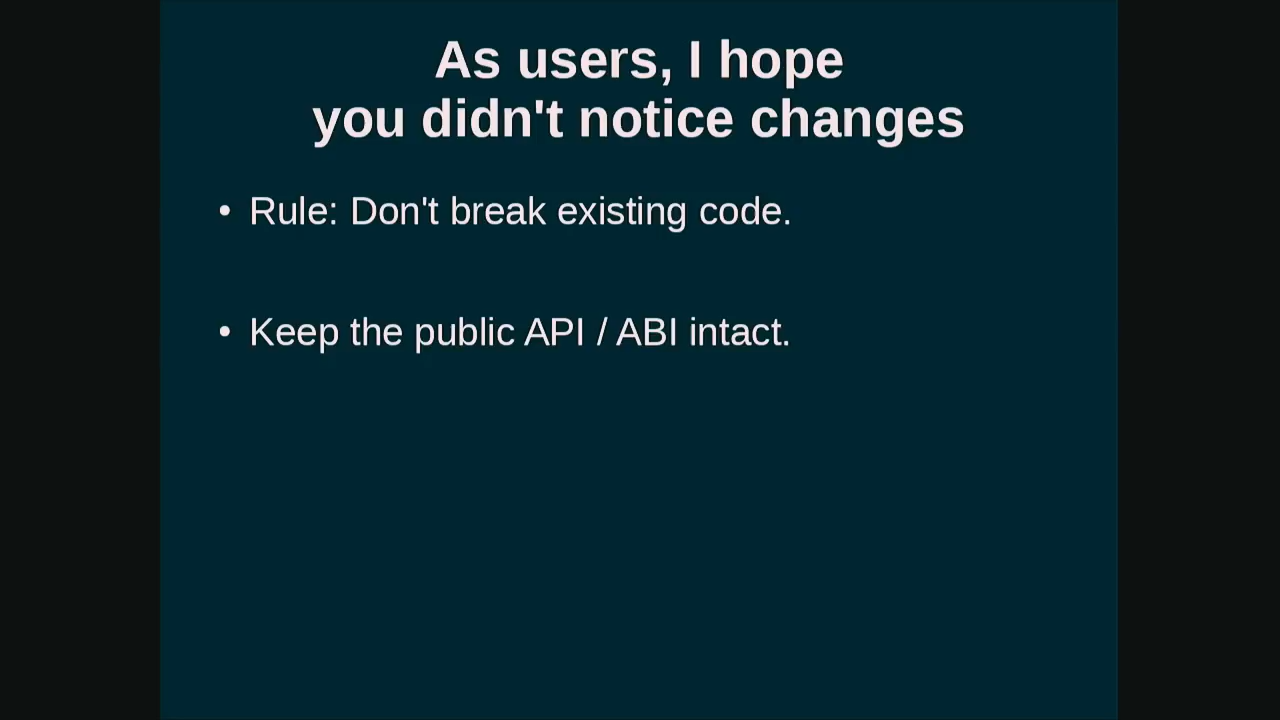 As users, I hope
you didn't notice changes
• Rule: Don't break existing code.
• Keep the public API / ABI intact.